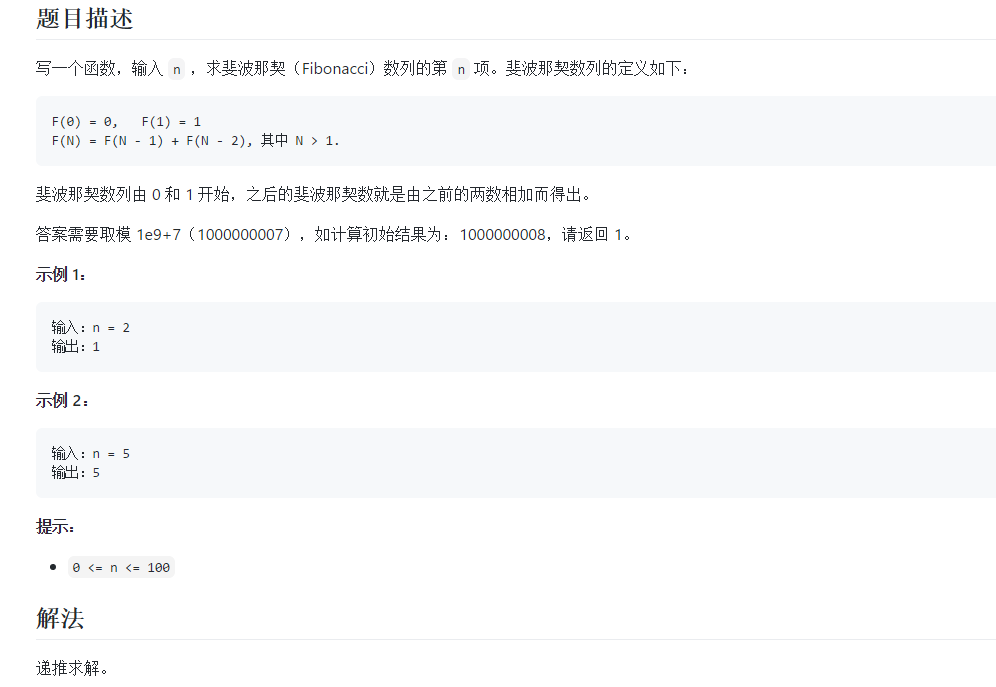 题目描述
写一个函数，输入 n ，求斐波那契（Fibonacci）数列的第 n 项。斐波那契数列的定义如下：
F(0) = 0,   F(1) = 1
F(N) = F(N - 1) + F(N - 2), 其中 N > 1.
斐波那契数列由 0 和 1 开始，之后的斐波那契数就是由之前的两数相加而得出。
答案需要取模 1e9+7（1000000007），如计算初始结果为：1000000008，请返回 1。
示例 1：
输入：n = 2
输出：1
示例 2：
输入：n = 5
输出：5
提示：
• 0 <= n <= 100
解法
递推求解。